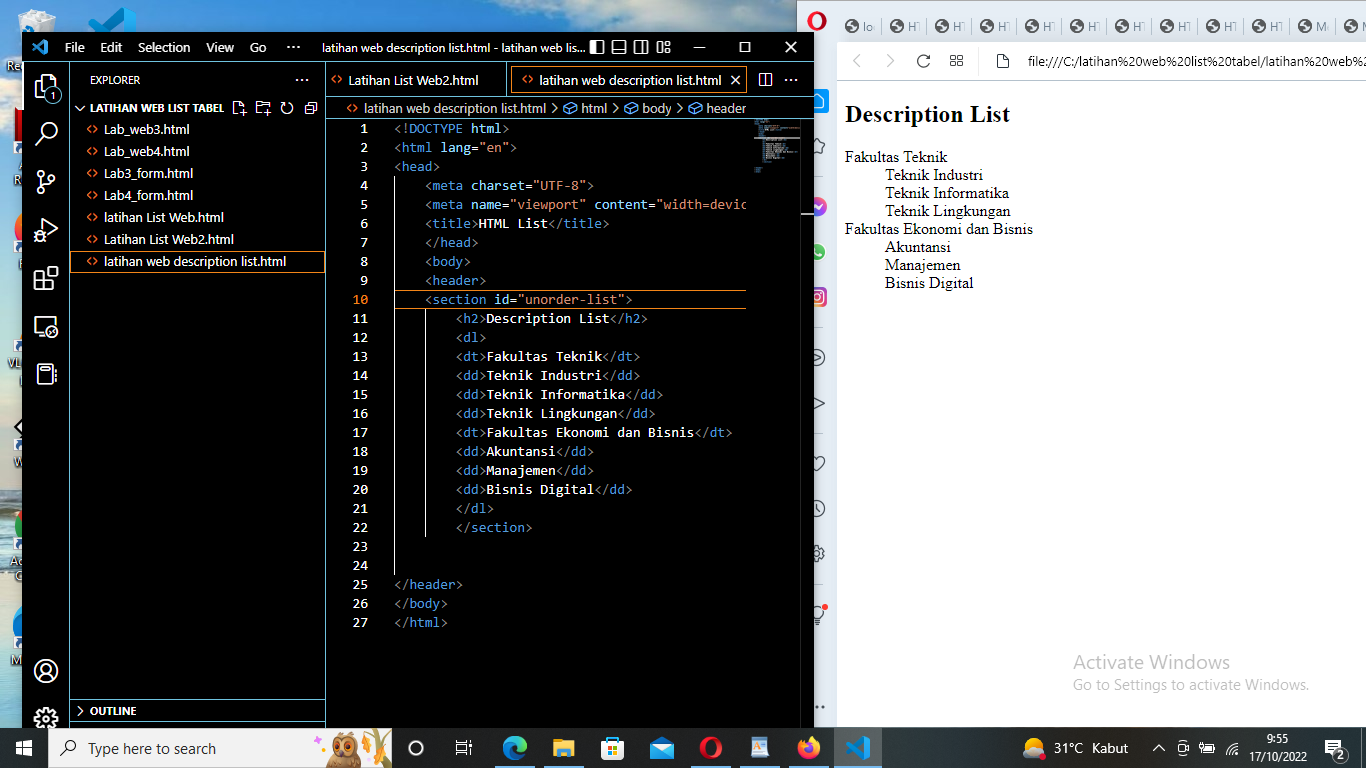 File Edit Selection View Go ··· latihan web description list.html - latihan web lis...
EXPLORER ···
LATIHAN WEB LIST TABEL
Lab_web3.html
Lab_web4.html
Lab3_form.html
Lab4_form.html
latihan List Web.html
Latihan List Web2.html
latihan web description list.html
OUTLINE
1
Latihan List Web2.html
latihan web description list.html
latihan web description list.html > html > body > header
1 <!DOCTYPE html>
2 <html lang="en">
3 <head>
4 <meta charset="UTF-8">
5 <meta name="viewport" content="width=devic
6 <title>HTML List</title>
7 </head>
8 <body>
9 <header>
10 <section id="unorder-list">
11 <h2>Description List</h2>
12 <dl>
13 <dt>Fakultas Teknik</dt>
14 <dd>Teknik Industri</dd>
15 <dd>Teknik Informatika</dd>
16 <dd>Teknik Lingkungan</dd>
17 <dt>Fakultas Ekonomi dan Bisnis</dt>
18 <dd>Akuntansi</dd>
19 <dd>Manajemen</dd>
20 <dd>Bisnis Digital</dd>
21 </dl>
22 </section>
23
24
25 </header>
26 </body>
27 </html>
file:///C:/latihan%20web%20list%20tabel/latihan%20web%2
Description List
Fakultas Teknik
Teknik Industri
Teknik Informatika
Teknik Lingkungan
Fakultas Ekonomi dan Bisnis
Akuntansi
Manajemen
Bisnis Digital
Activate Windows
Go to Settings to activate Windows.
Type here to search
31°C Kabut
9:55
17/10/2022
2